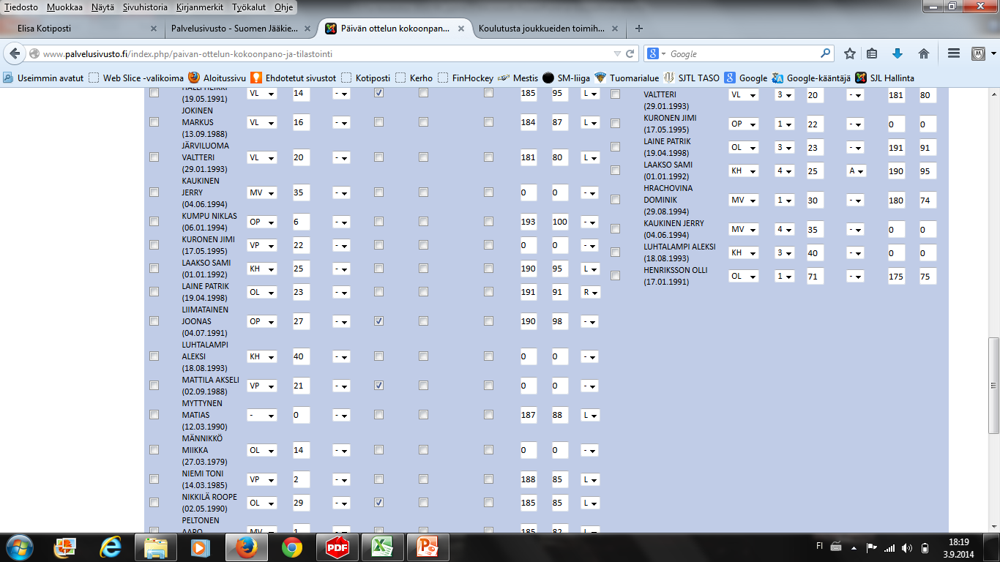 Tiedosto Muokkaa Näytä Sivuhistoria Kirjanmerkit Työkalut Ohje
Elisa Kotiposti Palvelusivusto - Suomen Jääkie... Päivän ottelun kokoonpan... Koulutusta joukkueiden toimih...
www.palvelusivusto.fi/index.php/paivan-ottelun-kokoonpano-ja-tilastointi Google
Useimmin avatut Web Slice -valikoima Aloitussivu Ehdotetut sivustot Kotiposti Kerho FinHockey Mestis SM-liiga Tuomarialue SJTL TASO Google Google-kääntäjä SJL Hallinta
(19.05.1991) VL 14 - 185 95 L
JOKINEN
MARKUS VL 16 - 184 87 L
(13.09.1988)
JÄRVILUOMA
VALTTERI VL 20 - 181 80 L
(29.01.1993)
KAUKINEN
JERRY MV 35 - 0 0 -
(04.06.1994)
KUMPU NIKLAS OP 6 - 193 100 -
(06.01.1994)
KURONEN JIMI VP 22 - 0 0 -
(17.05.1995)
LAAKSO SAMI KH 25 - 190 95 L
(01.01.1992)
LAINE PATRIK OL 23 - 191 91 R
(19.04.1998)
LIIMATAINEN
JOONAS OP 27 - 190 98 -
(04.07.1991)
LUHTALAMPI
ALEKSI KH 40 - 0 0 -
(18.08.1993)
MATTILA AKSELI VP 21 - 0 0 -
(02.09.1988)
MYTTYNEN
MATIAS - 0 - 187 88 L
(12.03.1990)
MÄNNIKKÖ
MIIKKA OL 14 - 0 0 -
(27.03.1979)
NIEMI TONI VP 2 - 188 85 L
(14.03.1985)
NIKKILÄ ROOPE OL 29 - 185 85 L
(02.05.1990)
PELTONEN
AARO MV 1 - 185 82 L
VALTTERI VL 3 20 - 181 80
(29.01.1993)
KURONEN JIMI OP 1 22 - 0 0
(17.05.1995)
LAINE PATRIK OL 3 23 - 191 91
(19.04.1998)
LAAKSO SAMI KH 4 25 A 190 95
(01.01.1992)
HRACHOVINA
DOMINIK MV 1 30 - 180 74
(29.08.1994)
KAUKINEN JERRY MV 4 35 - 0 0
(04.06.1994)
LUHTALAMPI ALEKSI KH 3 40 - 0 0
(18.08.1993)
HENRIKSSON OLLI OL 1 71 - 175 75
(17.01.1991)
PDF
FI 18:19
3.9.2014